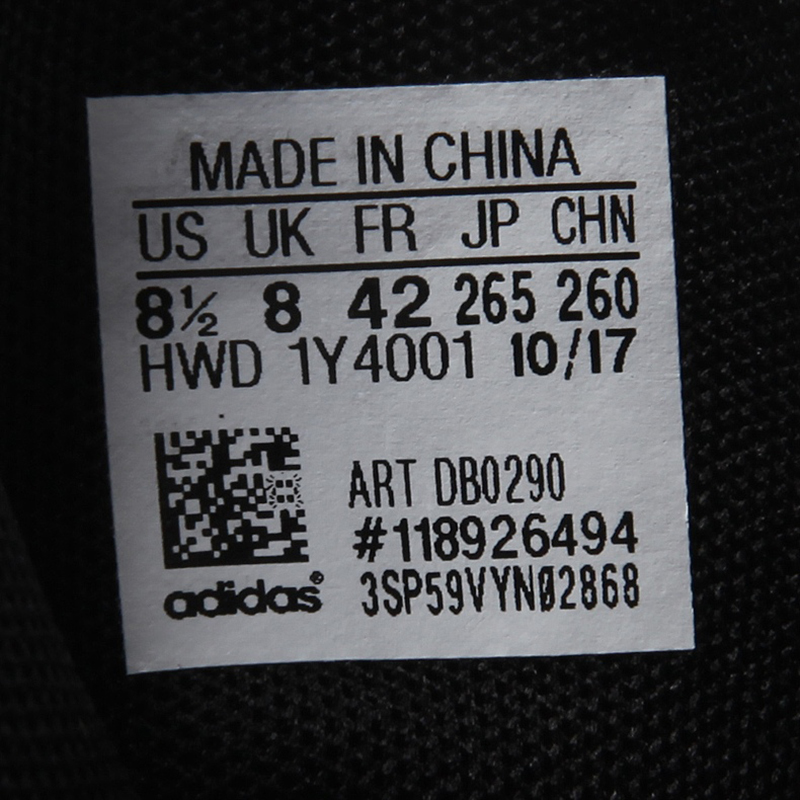 MADE IN CHINA
US UK FR JP CHN
8½ 8 42 265 260
HWD 1Y4001 10/17
ART DB0290
#118926494
adidas® 3SP59VYN02868